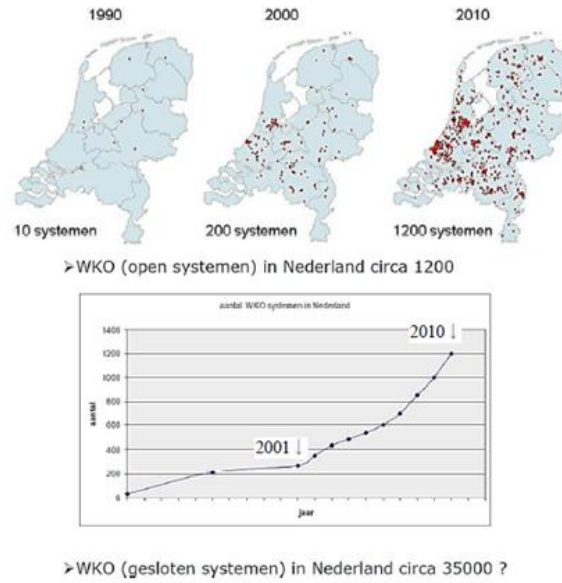 1990 2000 2010
10 systemen 200 systemen 1200 systemen
➢WKO (open systemen) in Nederland circa 1200
aantal WKO systemen in Nederland
1400
1200
1000
800
600
400
200
0
aantal
2010 ↓
2001 ↓
jaar
➢WKO (gesloten systemen) in Nederland circa 35000 ?